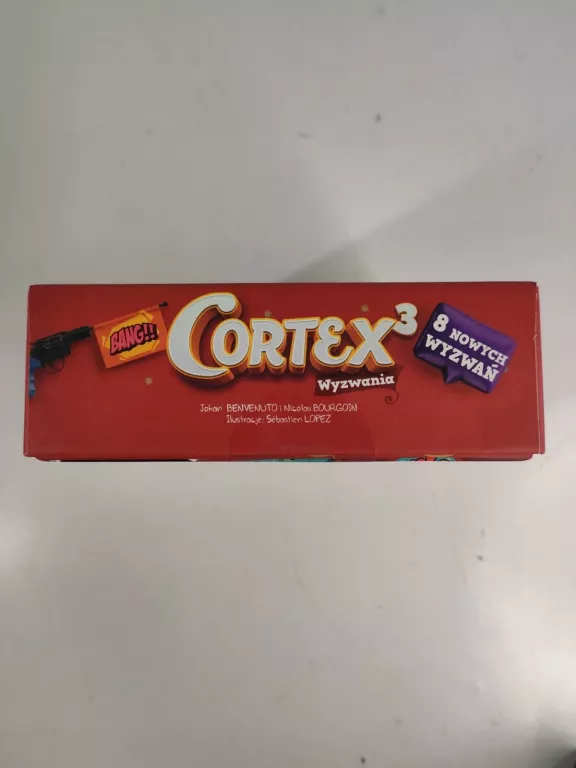 BANG!!
CORTEX³
Wyzwania
8 NOWYCH
WYZWAŃ
Johan BENVENUTO i Nicolas BOURGOIN
Ilustracje: Sébastien LOPEZ